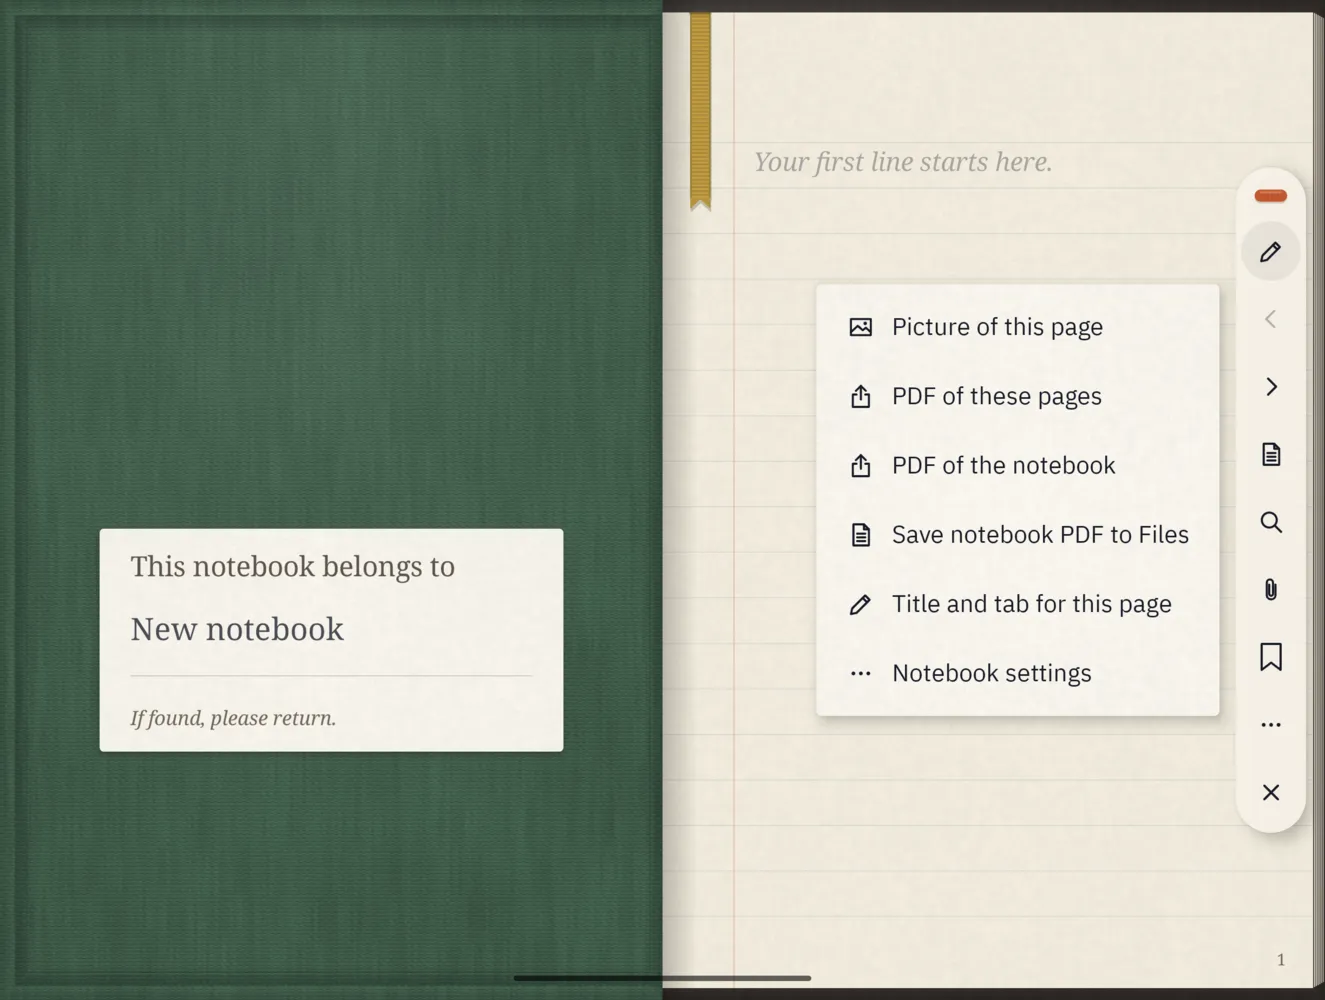 This notebook belongs to
New notebook
If found, please return.
Your first line starts here.
Picture of this page
PDF of these pages
PDF of the notebook
Save notebook PDF to Files
Title and tab for this page
Notebook settings
1